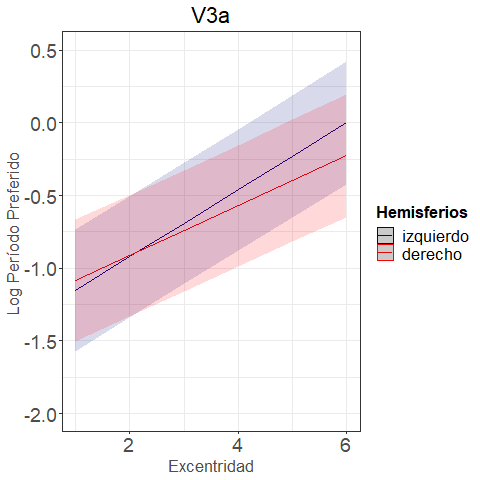 V3a
Log Período Preferido
0.5
0.0
-0.5
-1.0
-1.5
-2.0
2
4
6
Excentridad
Hemisferios
izquierdo
derecho